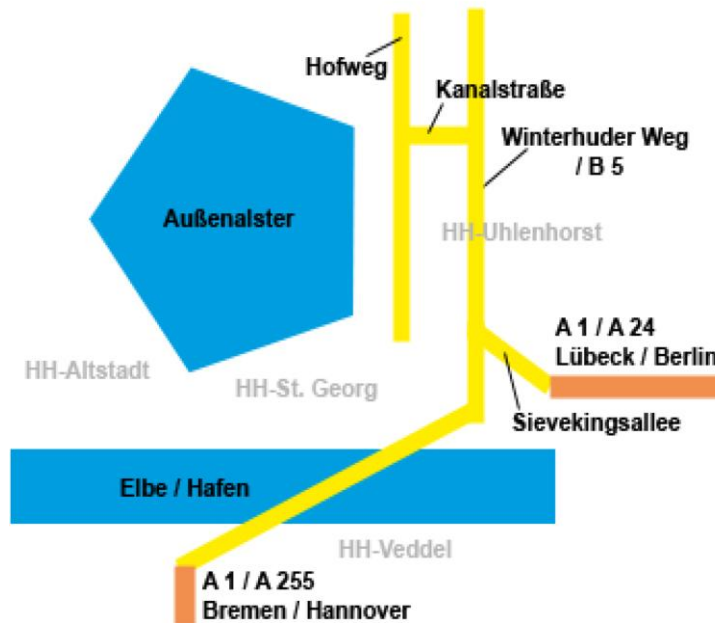 Hofweg
Kanalstraße
Winterhuder Weg
/ B 5
Außenalster
HH-Uhlenhorst
A 1 / A 24
Lübeck / Berlin
HH-Altstadt
HH-St. Georg
Sievekingsallee
Elbe / Hafen
HH-Veddel
A 1 / A 255
Bremen / Hannover